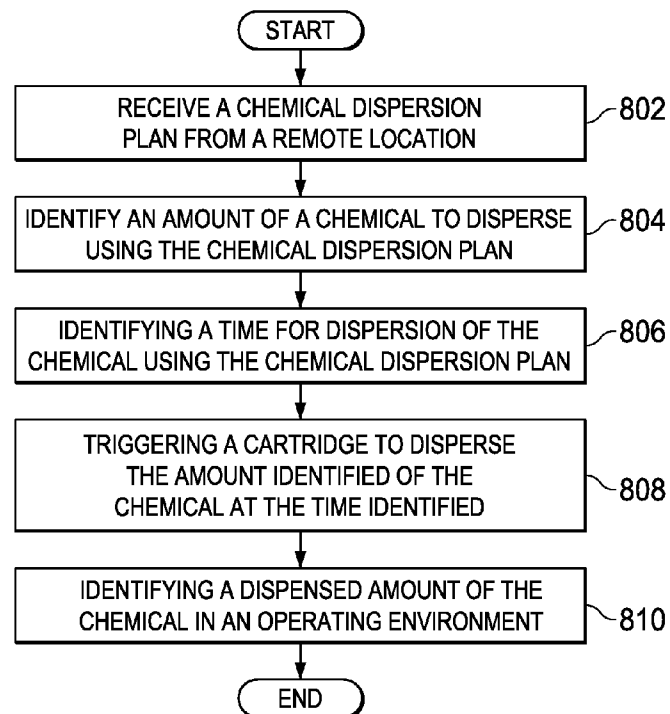 START
RECEIVE A CHEMICAL DISPERSION
PLAN FROM A REMOTE LOCATION
802
IDENTIFY AN AMOUNT OF A CHEMICAL TO DISPERSE
USING THE CHEMICAL DISPERSION PLAN
804
IDENTIFYING A TIME FOR DISPERSION OF THE
CHEMICAL USING THE CHEMICAL DISPERSION PLAN
806
TRIGGERING A CARTRIDGE TO DISPERSE
THE AMOUNT IDENTIFIED OF THE
CHEMICAL AT THE TIME IDENTIFIED
808
IDENTIFYING A DISPENSED AMOUNT OF THE
CHEMICAL IN AN OPERATING ENVIRONMENT
810
END